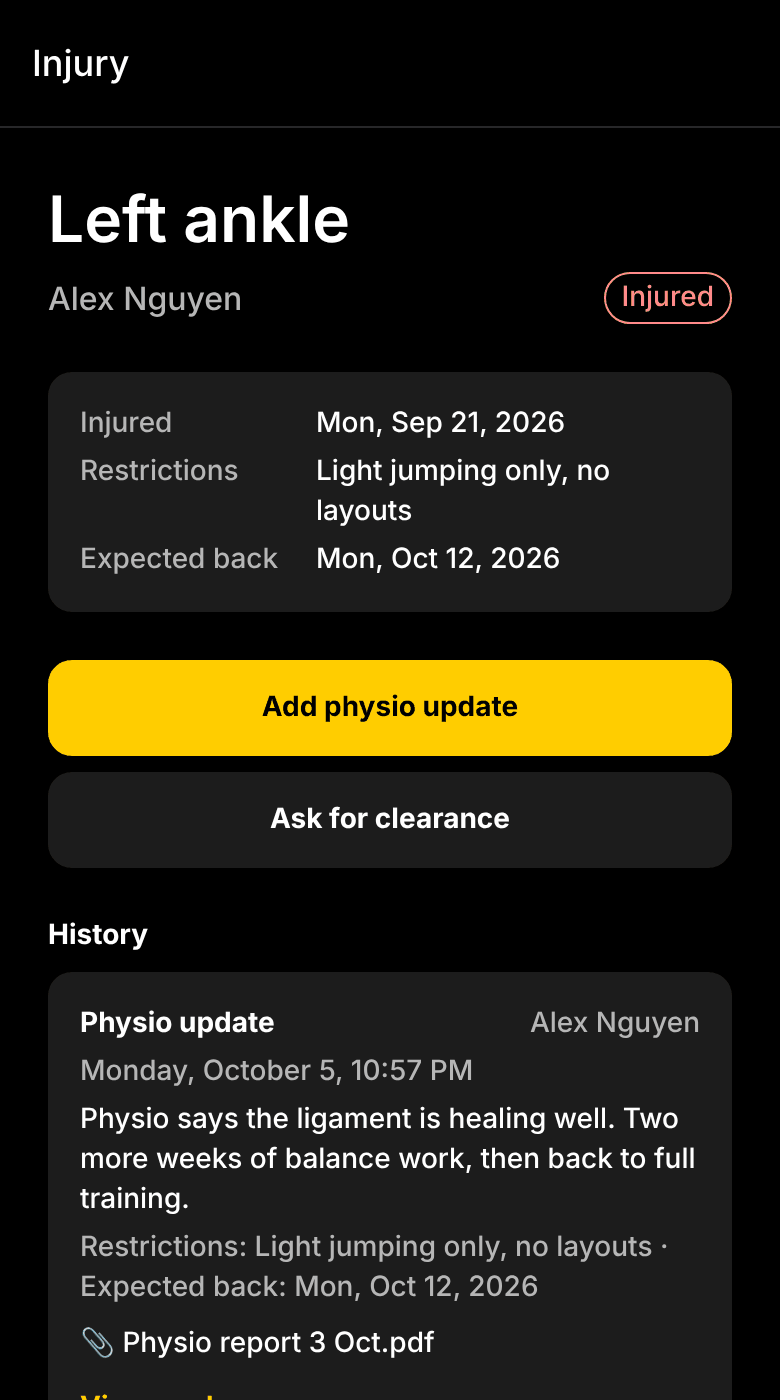 Injury
Left ankle
Alex Nguyen
Injured
Injured
Mon, Sep 21, 2026
Restrictions
Light jumping only, no
layouts
Expected back
Mon, Oct 12, 2026
Add physio update
Ask for clearance
History
Physio update
Alex Nguyen
Monday, October 5, 10:57 PM
Physio says the ligament is healing well. Two
more weeks of balance work, then back to full
training.
Restrictions: Light jumping only, no layouts ·
Expected back: Mon, Oct 12, 2026
📎 Physio report 3 Oct.pdf